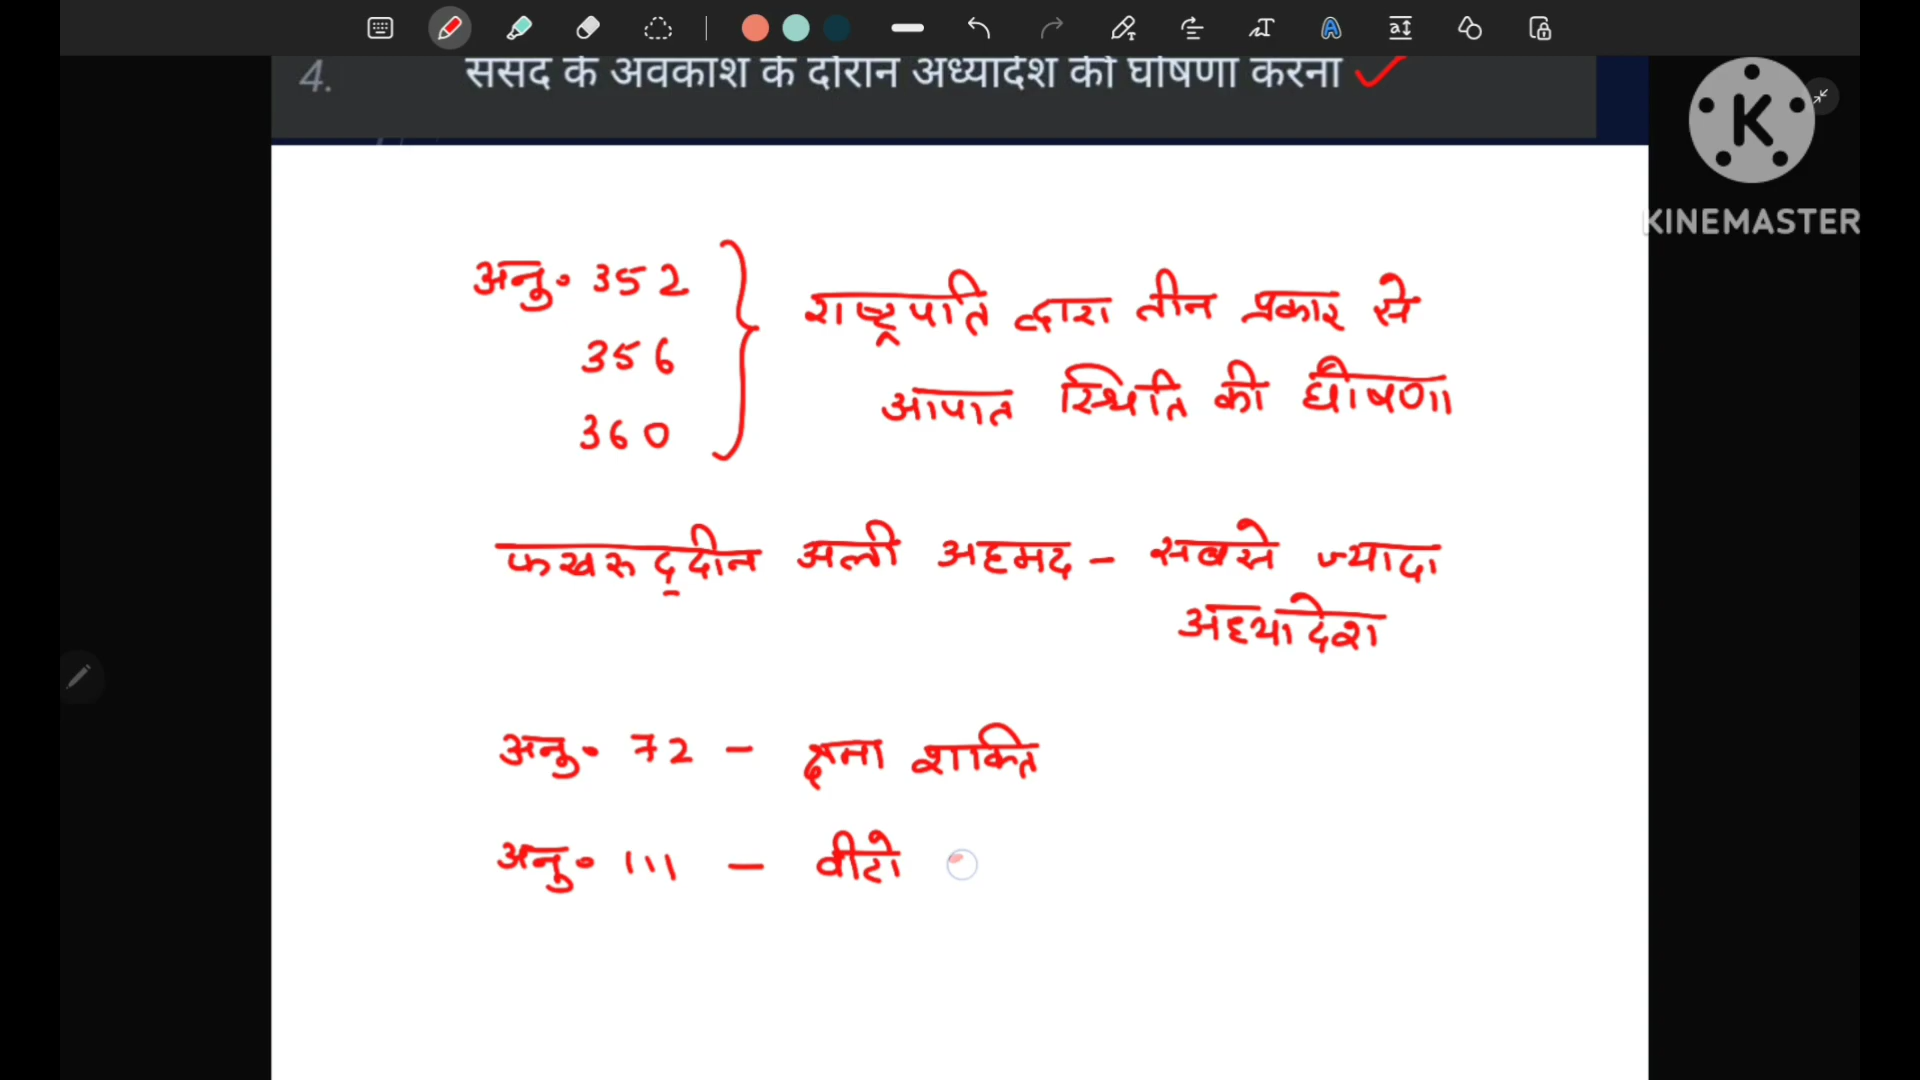 4. संसद के अवकाश के दौरान अध्यादेश की घोषणा करना
KINEMASTER
अनु॰ 352
356
360
राष्ट्रपति द्वारा तीन प्रकार से
आपात स्थिति की घोषणा
फखरुद्दीन अली अहमद - सबसे ज्यादा
अध्यादेश
अनु॰ 72 - क्षमा शक्ति
अनु॰ 111 - वीटो